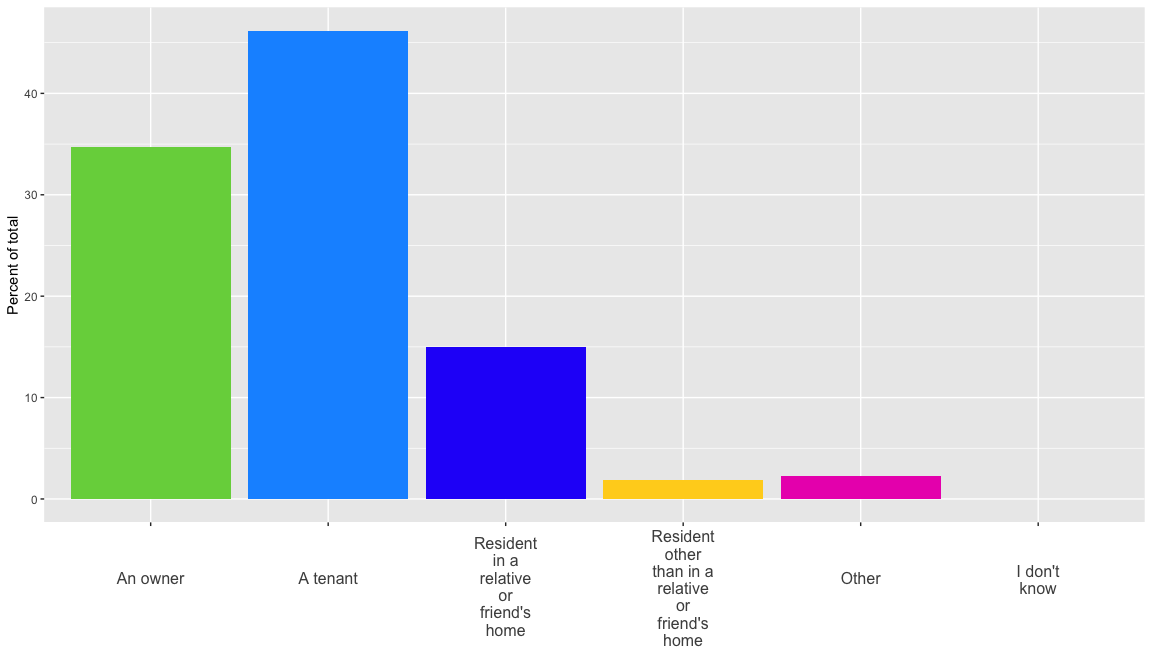 Percent of total
40
30
20
10
0
An owner
A tenant
Resident
in a
relative
or
friend's
home
Resident
other
than in a
relative
or
friend's
home
Other
I don't
know